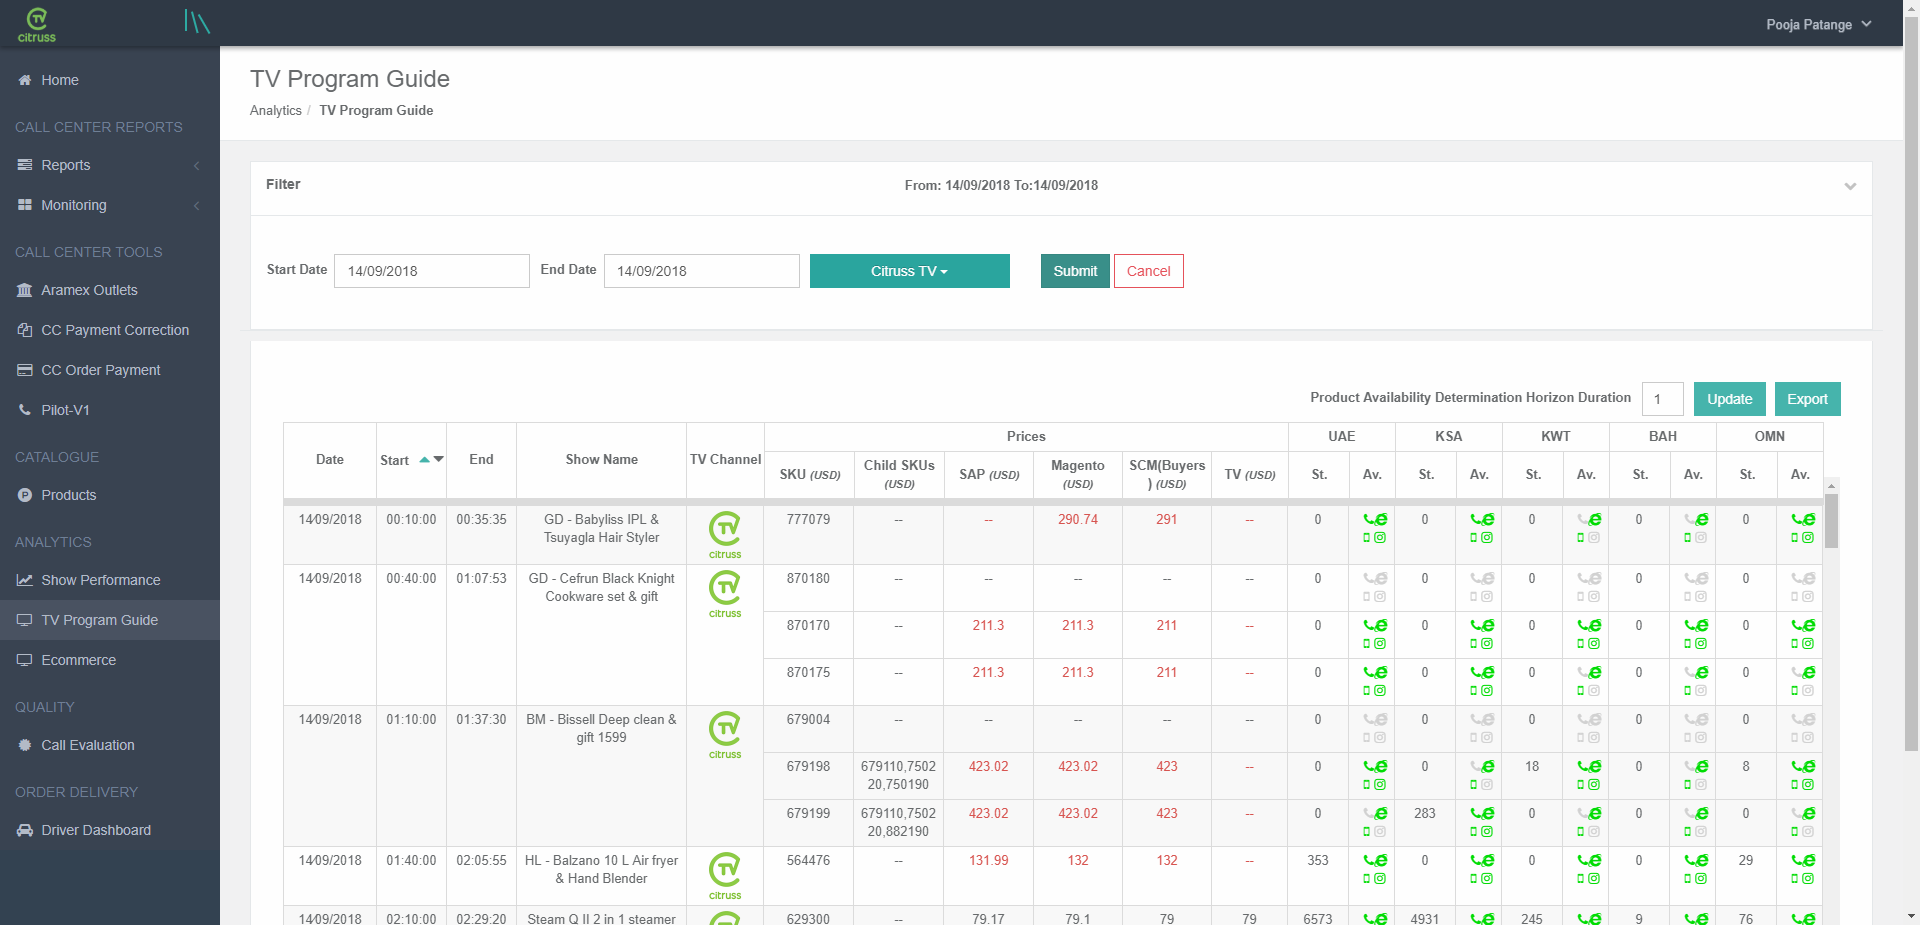 TV
citruss
Pooja Patange
Home
CALL CENTER REPORTS
Reports
Monitoring
CALL CENTER TOOLS
Aramex Outlets
CC Payment Correction
CC Order Payment
Pilot-V1
CATALOGUE
P Products
ANALYTICS
Show Performance
TV Program Guide
Ecommerce
QUALITY
Call Evaluation
ORDER DELIVERY
Driver Dashboard
TV Program Guide
Analytics / TV Program Guide
Filter From: 14/09/2018 To:14/09/2018
Start Date 14/09/2018 End Date 14/09/2018 Citruss TV Submit Cancel
Product Availability Determination Horizon Duration 1 Update Export
Date Start End Show Name TV Channel Prices UAE KSA KWT BAH OMN
SKU (USD) Child SKUs (USD) SAP (USD) Magento (USD) SCM(Buyers) (USD) TV (USD) St. Av. St. Av. St. Av. St. Av. St. Av.
14/09/2018 00:10:00 00:35:35 GD - Babyliss IPL & 777079 -- -- 290.74 291 -- 0 0 0 0 0
Tsuyagla Hair Styler
TV
citruss
14/09/2018 00:40:00 01:07:53 GD - Cefrun Black Knight 870180 -- -- -- -- -- 0 0 0 0 0
Cookware set & gift
TV
citruss
870170 -- 211.3 211.3 211 -- 0 0 0 0 0
870175 -- 211.3 211.3 211 -- 0 0 0 0 0
14/09/2018 01:10:00 01:37:30 BM - Bissell Deep clean & 679004 -- -- -- -- -- 0 0 0 0 0
gift 1599
TV
citruss
679198 679110,7502 423.02 423.02 423 -- 0 0 18 0 8
20,750190
679199 679110,7502 423.02 423.02 423 -- 0 283 0 0 0
20,882190
14/09/2018 01:40:00 02:05:55 HL - Balzano 10 L Air fryer 564476 -- 131.99 132 132 -- 353 0 0 0 29
& Hand Blender
TV
citruss
14/09/2018 02:10:00 02:29:20 Steam Q II 2 in 1 steamer 629300 -- 79.17 79.1 79 79 6573 4931 245 9 76